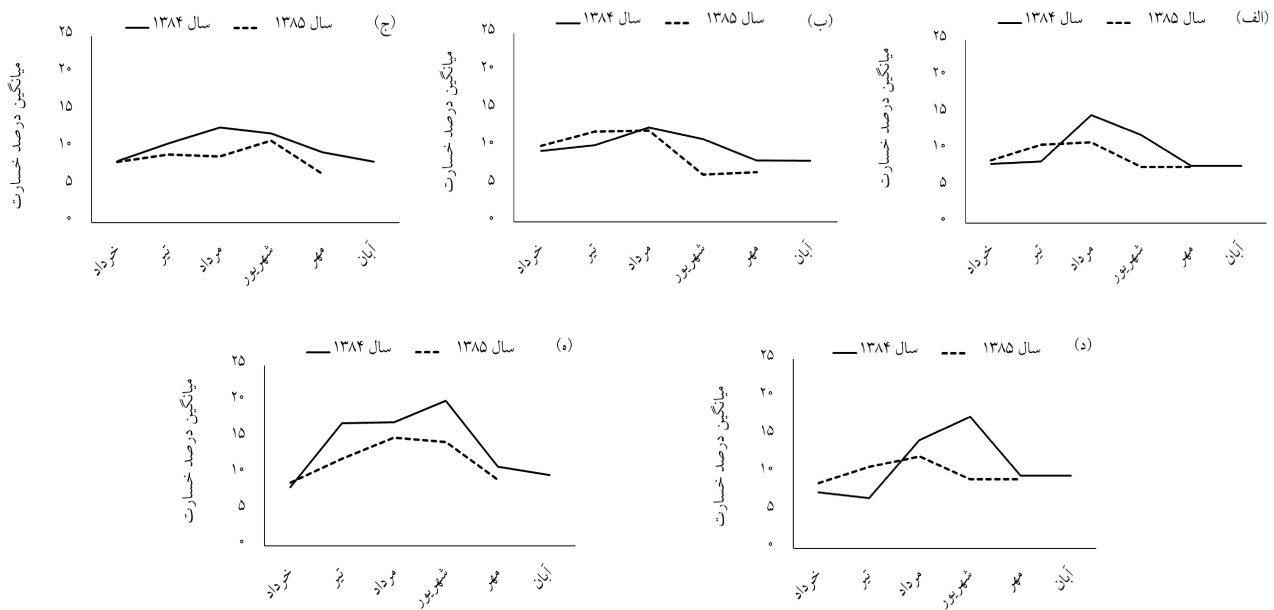 (الف) سال ۱۳۸۵ سال ۱۳۸۴
میانگین درصد خسارت
۲۵
۲۰
۱۵
۱۰
۵
۰
خرداد تیر مرداد شهریور مهر آبان
(ب) سال ۱۳۸۵ سال ۱۳۸۴
میانگین درصد خسارت
۲۵
۲۰
۱۵
۱۰
۵
۰
خرداد تیر مرداد شهریور مهر آبان
(ج) سال ۱۳۸۵ سال ۱۳۸۴
میانگین درصد خسارت
۲۵
۲۰
۱۵
۱۰
۵
۰
خرداد تیر مرداد شهریور مهر آبان
(د) سال ۱۳۸۵ سال ۱۳۸۴
میانگین درصد خسارت
۲۵
۲۰
۱۵
۱۰
۵
۰
خرداد تیر مرداد شهریور مهر آبان
(ه) سال ۱۳۸۵ سال ۱۳۸۴
میانگین درصد خسارت
۲۵
۲۰
۱۵
۱۰
۵
۰
خرداد تیر مرداد شهریور مهر آبان